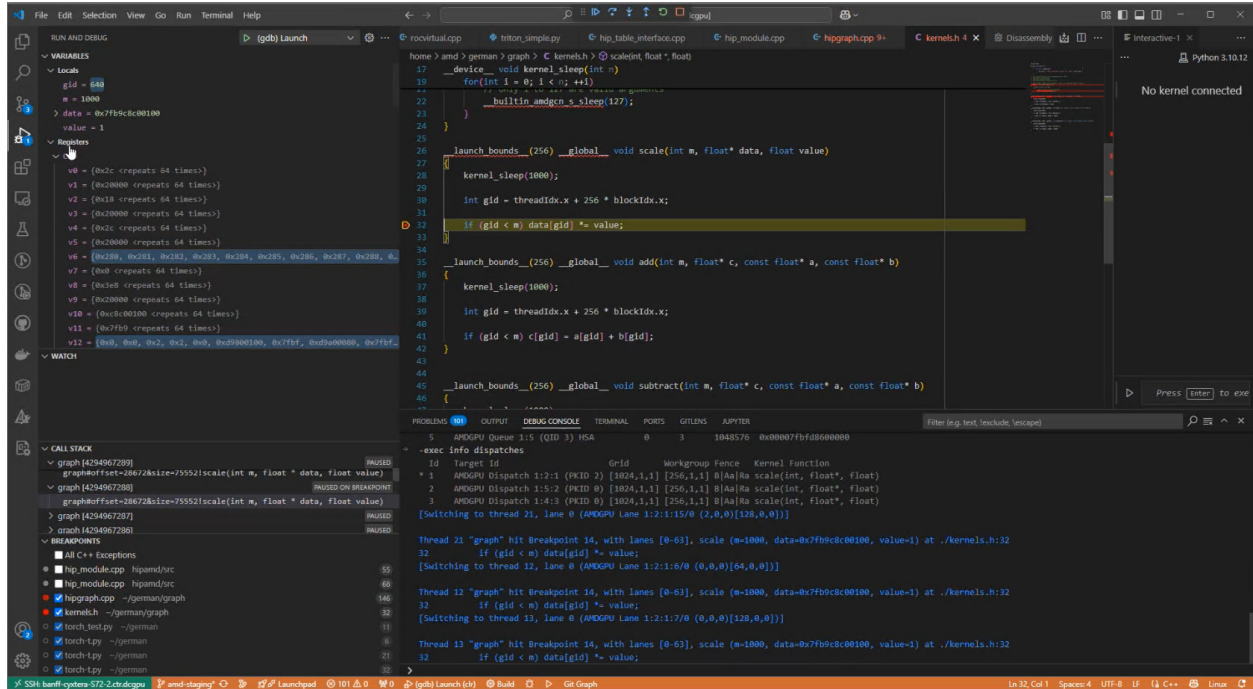 File Edit Selection View Go Run Terminal Help
cgpu]
RUN AND DEBUG
(gdb) Launch
rocvirtual.cpp
triton_simple.py
hip_table_interface.cpp
hip_module.cpp
hipgraph.cpp 9+
kernels.h 4
Disassembly
Interactive-1
home > amd > german > graph > C kernels.h > scale(int, float *, float)
Python 3.10.12
No kernel connected
VARIABLES
Locals
gid = 640
m = 1000
data = 0x7fb9c8c00100
value = 1
Registers
v0 = {0x2c <repeats 64 times>}
v1 = {0x20000 <repeats 64 times>}
v2 = {0x18 <repeats 64 times>}
v3 = {0x20000 <repeats 64 times>}
v4 = {0x2c <repeats 64 times>}
v5 = {0x20000 <repeats 64 times>}
v6 = {0x280, 0x281, 0x282, 0x283, 0x284, 0x285, 0x286, 0x287, 0x288, 0…
v7 = {0x0 <repeats 64 times>}
v8 = {0x3e8 <repeats 64 times>}
v9 = {0x20000 <repeats 64 times>}
v10 = {0xc8c00100 <repeats 64 times>}
v11 = {0x7fb9 <repeats 64 times>}
v12 = {0x0, 0x0, 0x2, 0x2, 0x0, 0xd9800100, 0x7fbf, 0xd9a00080, 0x7fbf…
WATCH
17 __device__ void kernel_sleep(int n)
19 for(int i = 0; i < n; ++i)
21 // only 1 to 127 are valid arguments
22 __builtin_amdgcn_s_sleep(127);
23 }
24 }
25
26 __launch_bounds__(256) __global__ void scale(int m, float* data, float value)
27 {
28 kernel_sleep(1000);
29
30 int gid = threadIdx.x + 256 * blockIdx.x;
31
32 if (gid < m) data[gid] *= value;
33 }
34
35 __launch_bounds__(256) __global__ void add(int m, float* c, const float* a, const float* b)
36 {
37 kernel_sleep(1000);
38
39 int gid = threadIdx.x + 256 * blockIdx.x;
40
41 if (gid < m) c[gid] = a[gid] + b[gid];
42 }
43
44
45 __launch_bounds__(256) __global__ void subtract(int m, float* c, const float* a, const float* b)
46 {
Press Enter to exe
CALL STACK
graph [4294967289] PAUSED
graph#offset=28672&size=75552!scale(int m, float * data, float value)
graph [4294967288] PAUSED ON BREAKPOINT
graph#offset=28672&size=75552!scale(int m, float * data, float value)
graph [4294967287] PAUSED
graph [4294967286] PAUSED
BREAKPOINTS
All C++ Exceptions
hip_module.cpp hipamd/src 55
hip_module.cpp hipamd/src 68
hipgraph.cpp ~/german/graph 146
kernels.h ~/german/graph 32
torch_test.py ~/german 11
torch-t.py ~/german 6
torch-t.py ~/german 21
torch-t.py ~/german 32
PROBLEMS 101 OUTPUT DEBUG CONSOLE TERMINAL PORTS GITLENS JUPYTER
Filter (e.g. text, !exclude, \escape)
5 AMDGPU Queue 1:5 (QID 3) HSA 0 3 1048576 0x00007fbfd8600000
-exec info dispatches
Id Target Id Grid Workgroup Fence Kernel Function
* 1 AMDGPU Dispatch 1:2:1 (PKID 2) [1024,1,1] [256,1,1] B|Aa|Ra scale(int, float*, float)
2 AMDGPU Dispatch 1:5:2 (PKID 0) [1024,1,1] [256,1,1] B|Aa|Ra scale(int, float*, float)
3 AMDGPU Dispatch 1:4:3 (PKID 0) [1024,1,1] [256,1,1] B|Aa|Ra scale(int, float*, float)
[Switching to thread 21, lane 0 (AMDGPU Lane 1:2:1:15/0 (2,0,0)[128,0,0])]
Thread 21 "graph" hit Breakpoint 14, with lanes [0-63], scale (m=1000, data=0x7fb9c8c00100, value=1) at ./kernels.h:32
32 if (gid < m) data[gid] *= value;
[Switching to thread 12, lane 0 (AMDGPU Lane 1:2:1:6/0 (0,0,0)[64,0,0])]
Thread 12 "graph" hit Breakpoint 14, with lanes [0-63], scale (m=1000, data=0x7fb9c8c00100, value=1) at ./kernels.h:32
32 if (gid < m) data[gid] *= value;
[Switching to thread 13, lane 0 (AMDGPU Lane 1:2:1:7/0 (0,0,0)[128,0,0])]
Thread 13 "graph" hit Breakpoint 14, with lanes [0-63], scale (m=1000, data=0x7fb9c8c00100, value=1) at ./kernels.h:32
32 if (gid < m) data[gid] *= value;
SSH: banff-cyxtera-S72-2.ctr.dcgpu amd-staging* Launchpad 101 0 0 (gdb) Launch (clr) Build Git Graph
Ln 32, Col 1 Spaces: 4 UTF-8 LF C++ Linux